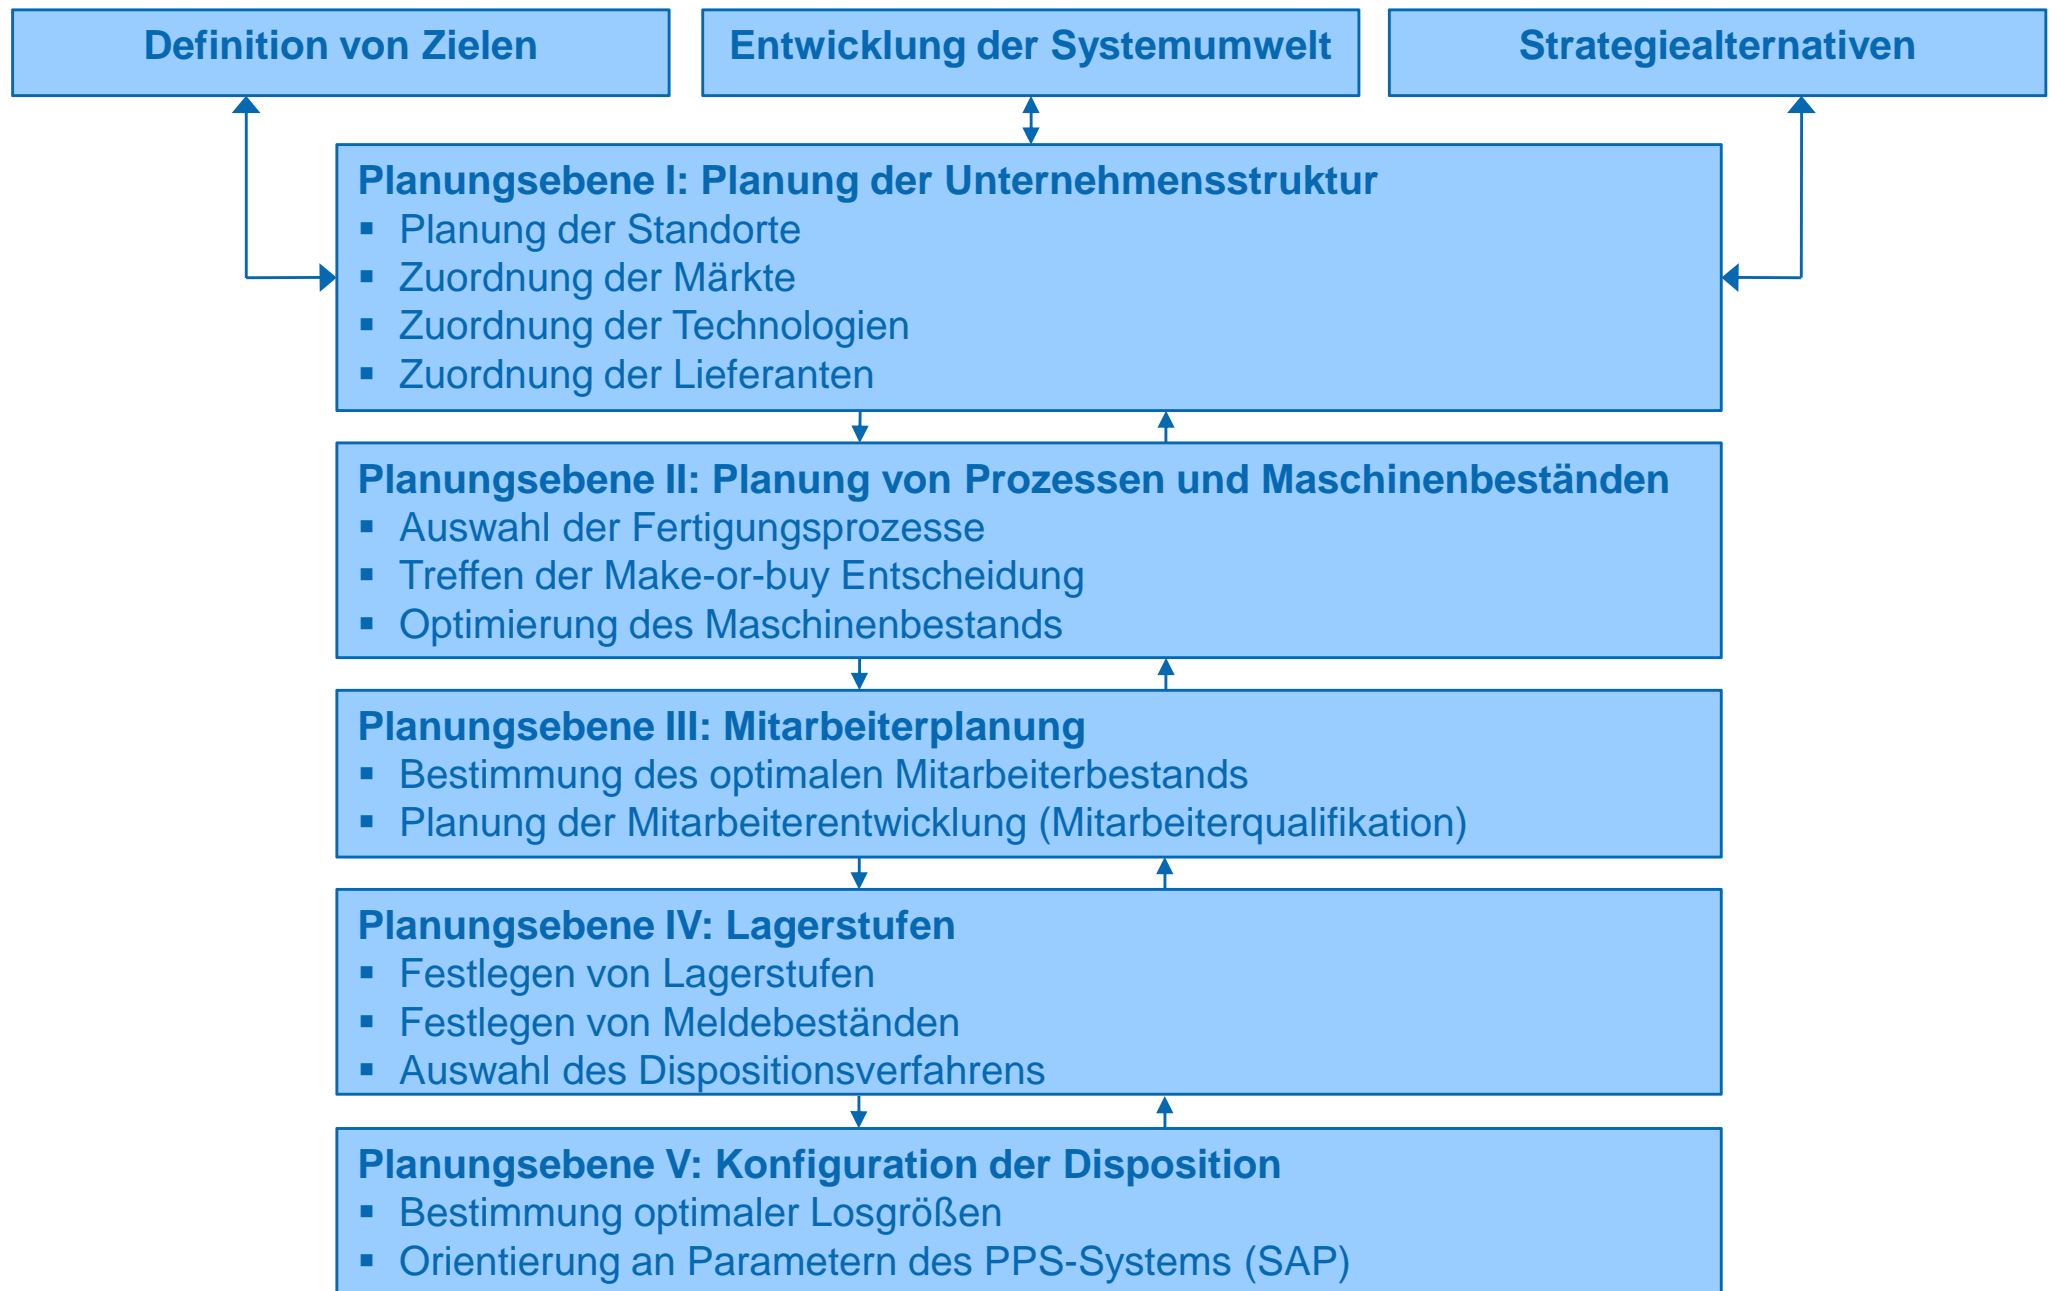 Definition von Zielen
Entwicklung der Systemumwelt
Strategiealternativen
Planungsebene I: Planung der Unternehmensstruktur
▪ Planung der Standorte
▪ Zuordnung der Märkte
▪ Zuordnung der Technologien
▪ Zuordnung der Lieferanten
Planungsebene II: Planung von Prozessen und Maschinenbeständen
▪ Auswahl der Fertigungsprozesse
▪ Treffen der Make-or-buy Entscheidung
▪ Optimierung des Maschinenbestands
Planungsebene III: Mitarbeiterplanung
▪ Bestimmung des optimalen Mitarbeiterbestands
▪ Planung der Mitarbeiterentwicklung (Mitarbeiterqualifikation)
Planungsebene IV: Lagerstufen
▪ Festlegen von Lagerstufen
▪ Festlegen von Meldebeständen
▪ Auswahl des Dispositionsverfahrens
Planungsebene V: Konfiguration der Disposition
▪ Bestimmung optimaler Losgrößen
▪ Orientierung an Parametern des PPS-Systems (SAP)